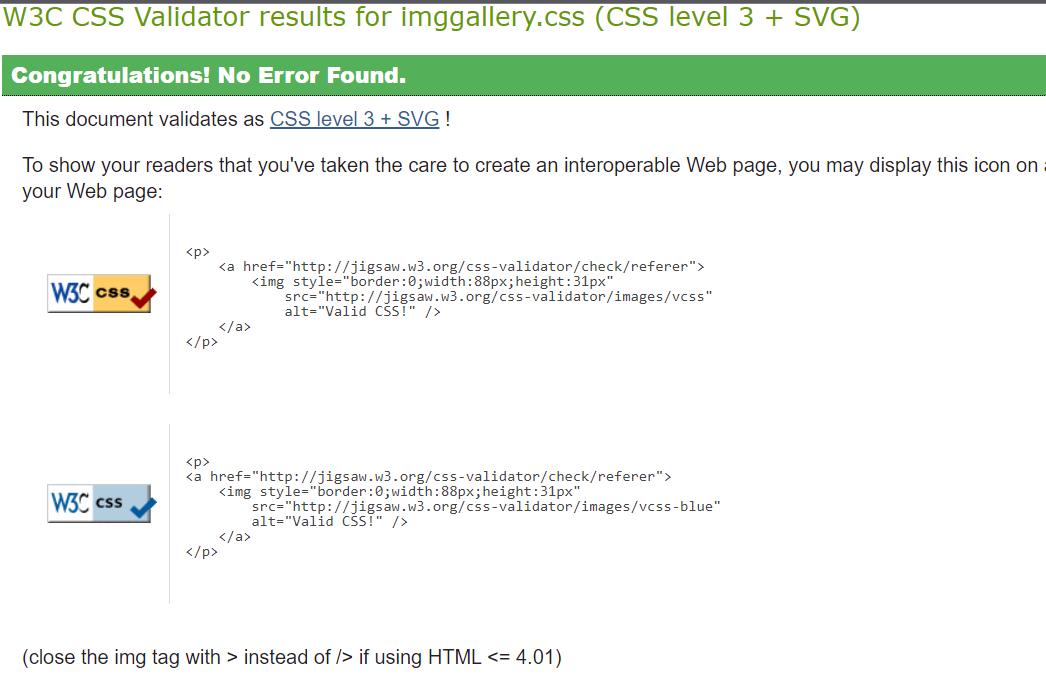 W3C CSS Validator results for imggallery.css (CSS level 3 + SVG)
Congratulations! No Error Found.
This document validates as CSS level 3 + SVG !
To show your readers that you've taken the care to create an interoperable Web page, you may display this icon on
your Web page:
W3C css
<p>
<a href="http://jigsaw.w3.org/css-validator/check/referer">
<img style="border:0;width:88px;height:31px"
src="http://jigsaw.w3.org/css-validator/images/vcss"
alt="Valid CSS!" />
</a>
</p>
W3C css
<p>
<a href="http://jigsaw.w3.org/css-validator/check/referer">
<img style="border:0;width:88px;height:31px"
src="http://jigsaw.w3.org/css-validator/images/vcss-blue"
alt="Valid CSS!" />
</a>
</p>
(close the img tag with > instead of /> if using HTML <= 4.01)